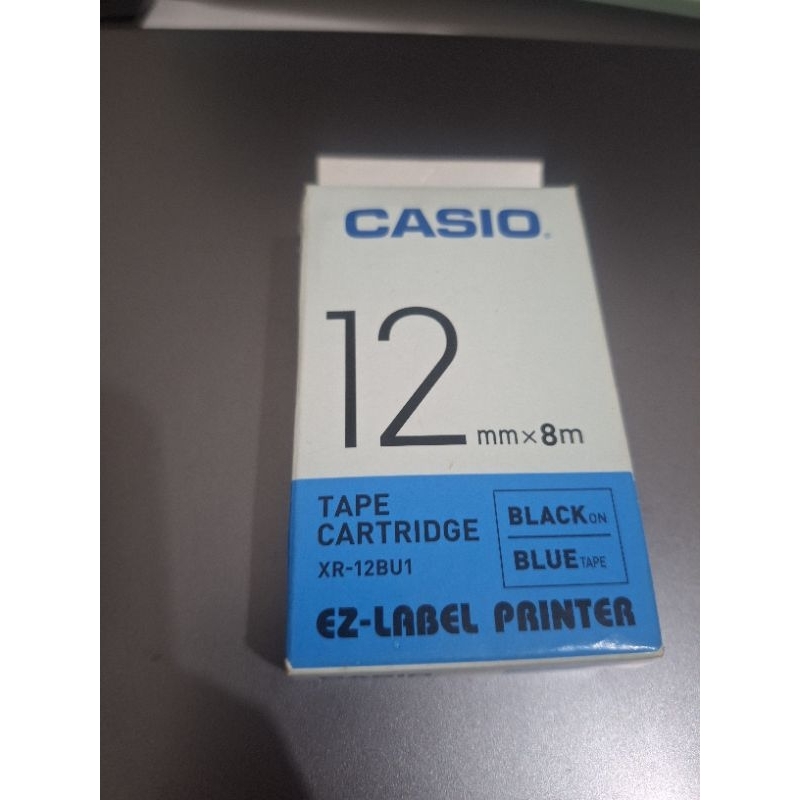 CASIO
12 mm×8m
TAPE
CARTRIDGE
XR-12BU1
BLACK ON
BLUE TAPE
EZ-LABEL PRINTER